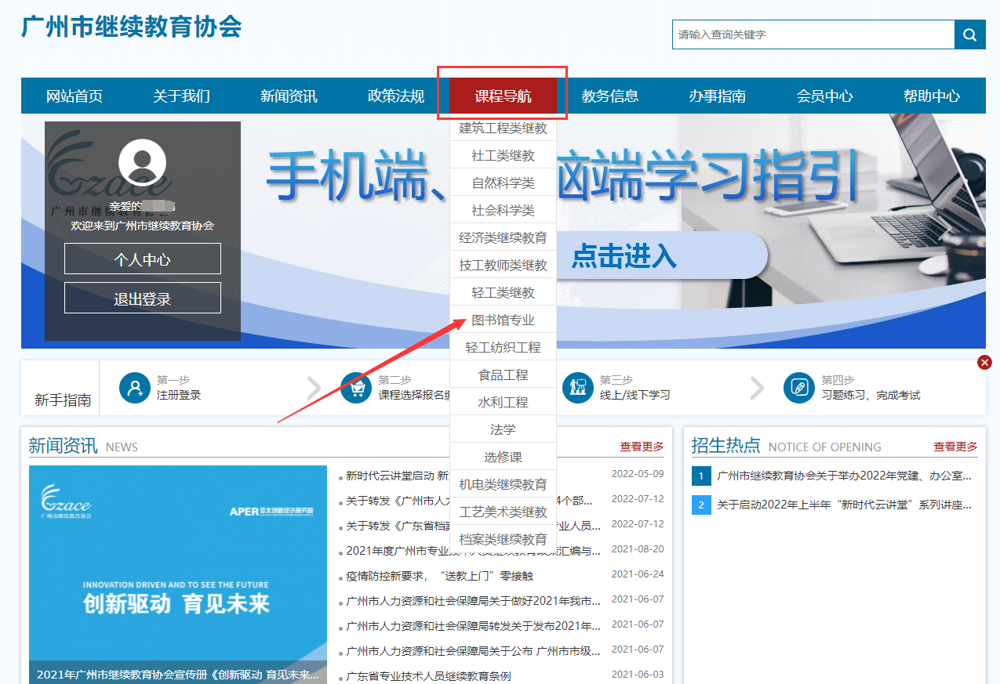 广州市继续教育协会
请输入查询关键字
网站首页
关于我们
新闻资讯
政策法规
课程导航
教务信息
办事指南
会员中心
帮助中心
建筑工程类继教
社工类继教
自然科学类
社会科学类
经济类继续教育
技工教师类继教
轻工类继教
图书馆专业
轻工纺织工程
食品工程
水利工程
法学
选修课
机电类继续教育
工艺美术类继教
档案类继续教育
Gzace
广州市继续教育协会
亲爱的
欢迎来到广州市继续教育协会
个人中心
退出登录
手机端、脑端学习指引
点击进入
新手指南
第一步
注册登录
第二步
课程选择报名
第三步
线上/线下学习
第四步
习题练习、完成考试
新闻资讯 NEWS
查看更多
Gzace
广州市继续教育协会
APER亚太创新经济研究院
INNOVATION DRIVEN AND TO SEE THE FUTURE
创新驱动 育见未来
2021年广州市继续教育协会宣传册《创新驱动 育见未来...
新时代云讲堂启动 新 2022-05-09
关于转发《广州市人 4个部... 2022-07-12
关于转发《广东省档案 业人员... 2022-07-12
2021年度广州市专业技术人员继续教育政策汇编与... 2021-08-20
疫情防控新要求，“送教上门”零接触 2021-06-24
广州市人力资源和社会保障局关于做好2021年我市... 2021-06-07
广州市人力资源和社会保障局转发关于发布2021年... 2021-06-07
广州市人力资源和社会保障局关于公布 广州市市级... 2021-06-07
广东省专业技术人员继续教育条例 2021-06-03
招生热点 NOTICE OF OPENING
查看更多
1 广州市继续教育协会关于举办2022年党建、办公室...
2 关于启动2022年上半年“新时代云讲堂”系列讲座...